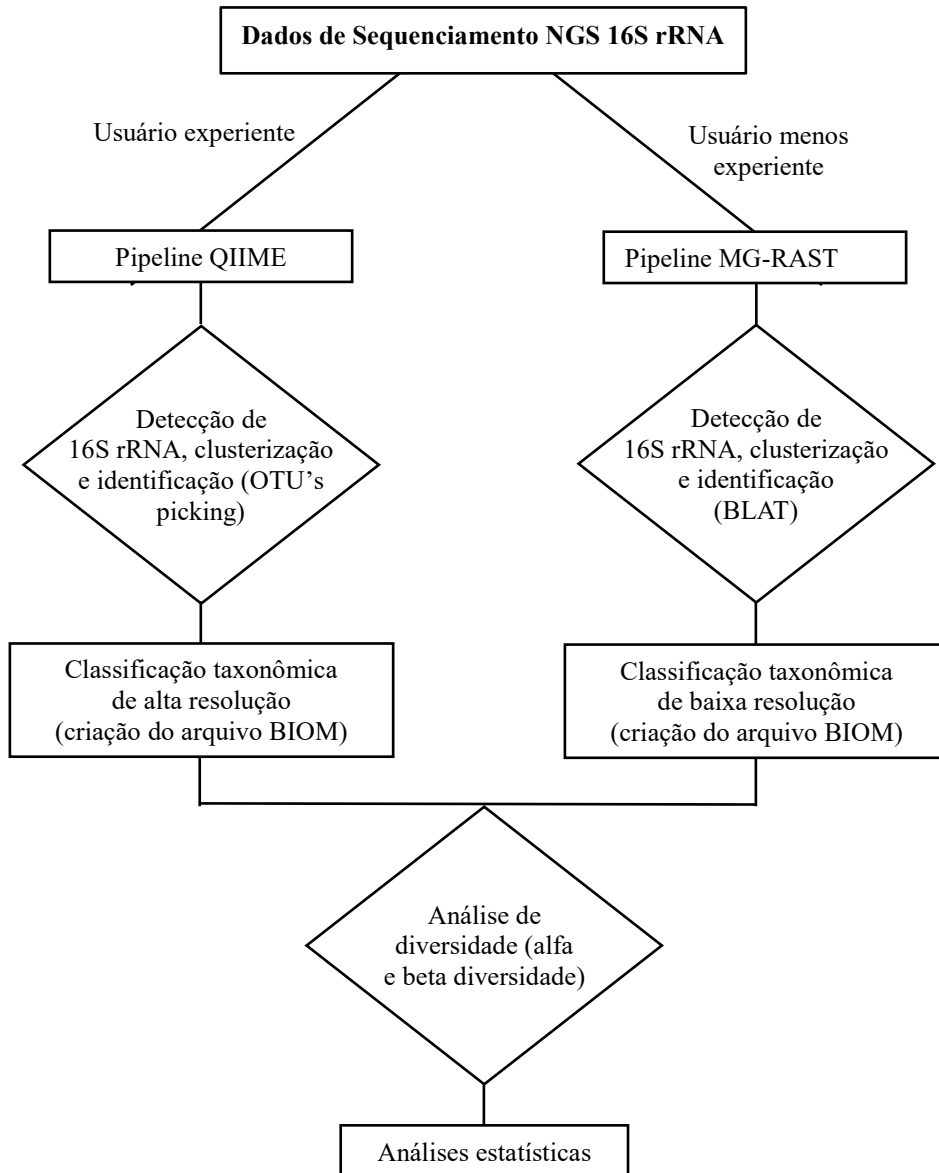 Dados de Sequenciamento NGS 16S rRNA
Usuário experiente
Usuário menos
experiente
Pipeline QIIME
Pipeline MG-RAST
Detecção de
16S rRNA, clusterização
e identificação (OTU’s
picking)
Detecção de
16S rRNA, clusterização
e identificação
(BLAT)
Classificação taxonômica
de alta resolução
(criação do arquivo BIOM)
Classificação taxonômica
de baixa resolução
(criação do arquivo BIOM)
Análise de
diversidade (alfa
e beta diversidade)
Análises estatísticas